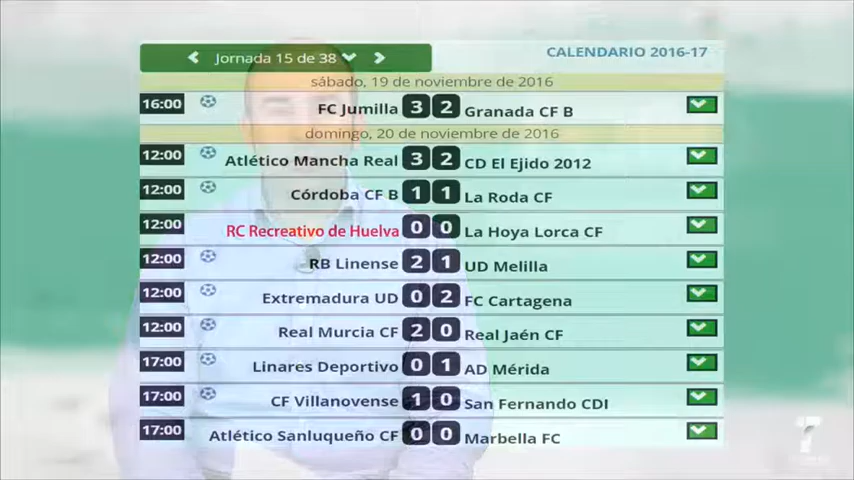 Jornada 15 de 38
CALENDARIO 2016-17
sábado, 19 de noviembre de 2016
16:00 FC Jumilla 3 2 Granada CF B
domingo, 20 de noviembre de 2016
12:00 Atlético Mancha Real 3 2 CD El Ejido 2012
12:00 Córdoba CF B 1 1 La Roda CF
12:00 RC Recreativo de Huelva 0 0 La Hoya Lorca CF
12:00 RB Linense 2 1 UD Melilla
12:00 Extremadura UD 0 2 FC Cartagena
12:00 Real Murcia CF 2 0 Real Jaén CF
17:00 Linares Deportivo 0 1 AD Mérida
17:00 CF Villanovense 1 0 San Fernando CDI
17:00 Atlético Sanluqueño CF 0 0 Marbella FC